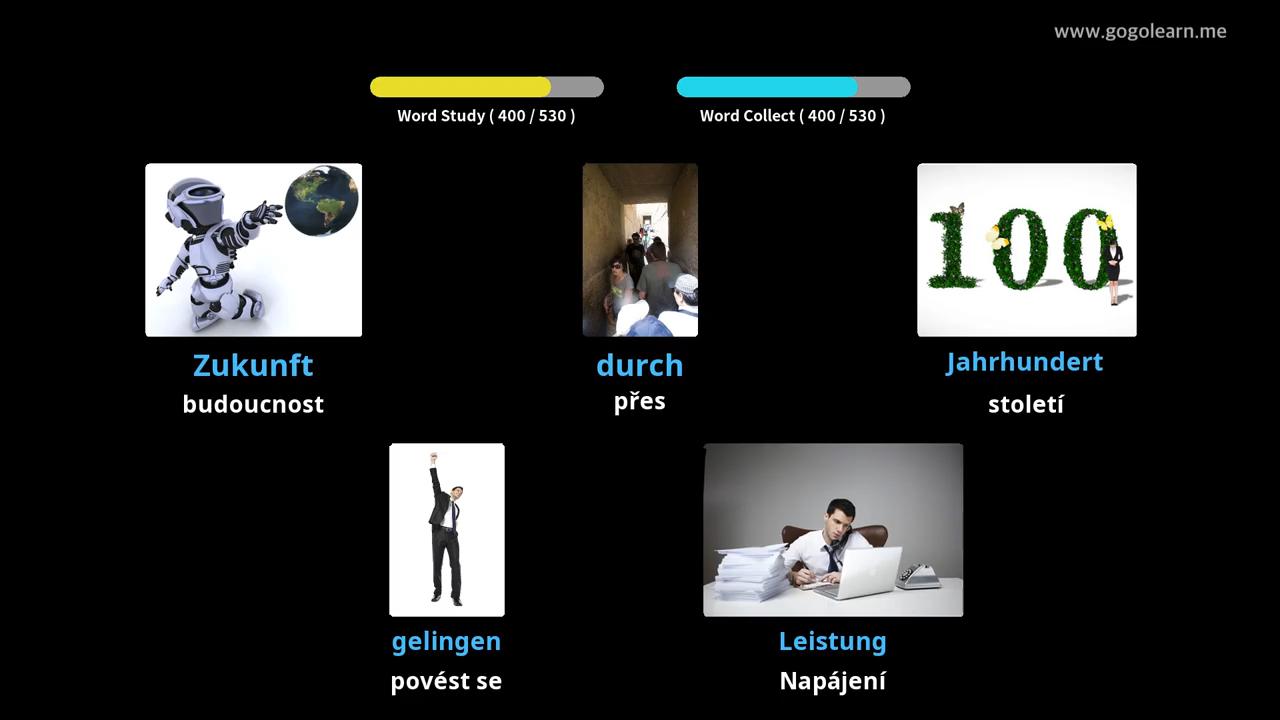 www.gogolearn.me
Word Study ( 400 / 530 )
Word Collect ( 400 / 530 )
Zukunft
budoucnost
durch
přes
Jahrhundert
století
gelingen
povést se
Leistung
Napájení